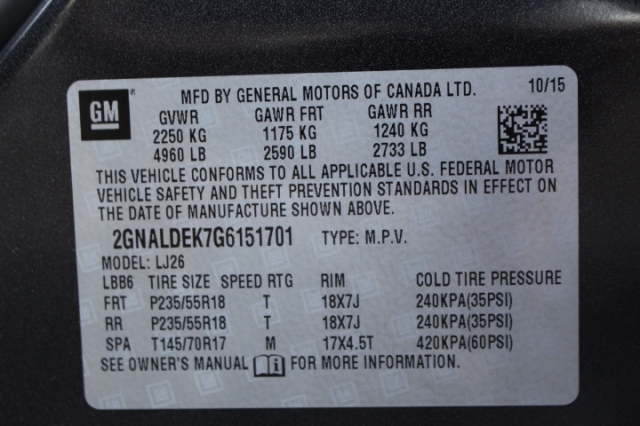 GM ® MFD BY GENERAL MOTORS OF CANADA LTD. 10/15
GVWR GAWR FRT GAWR RR
2250 KG 1175 KG 1240 KG
4960 LB 2590 LB 2733 LB
THIS VEHICLE CONFORMS TO ALL APPLICABLE U.S. FEDERAL MOTOR
VEHICLE SAFETY AND THEFT PREVENTION STANDARDS IN EFFECT ON
THE DATE OF MANUFACTURE SHOWN ABOVE.
2GNALDEK7G6151701 TYPE: M.P.V.
MODEL: LJ26
LBB6 TIRE SIZE SPEED RTG RIM COLD TIRE PRESSURE
FRT P235/55R18 T 18X7J 240KPA(35PSI)
RR P235/55R18 T 18X7J 240KPA(35PSI)
SPA T145/70R17 M 17X4.5T 420KPA(60PSI)
SEE OWNER'S MANUAL FOR MORE INFORMATION.